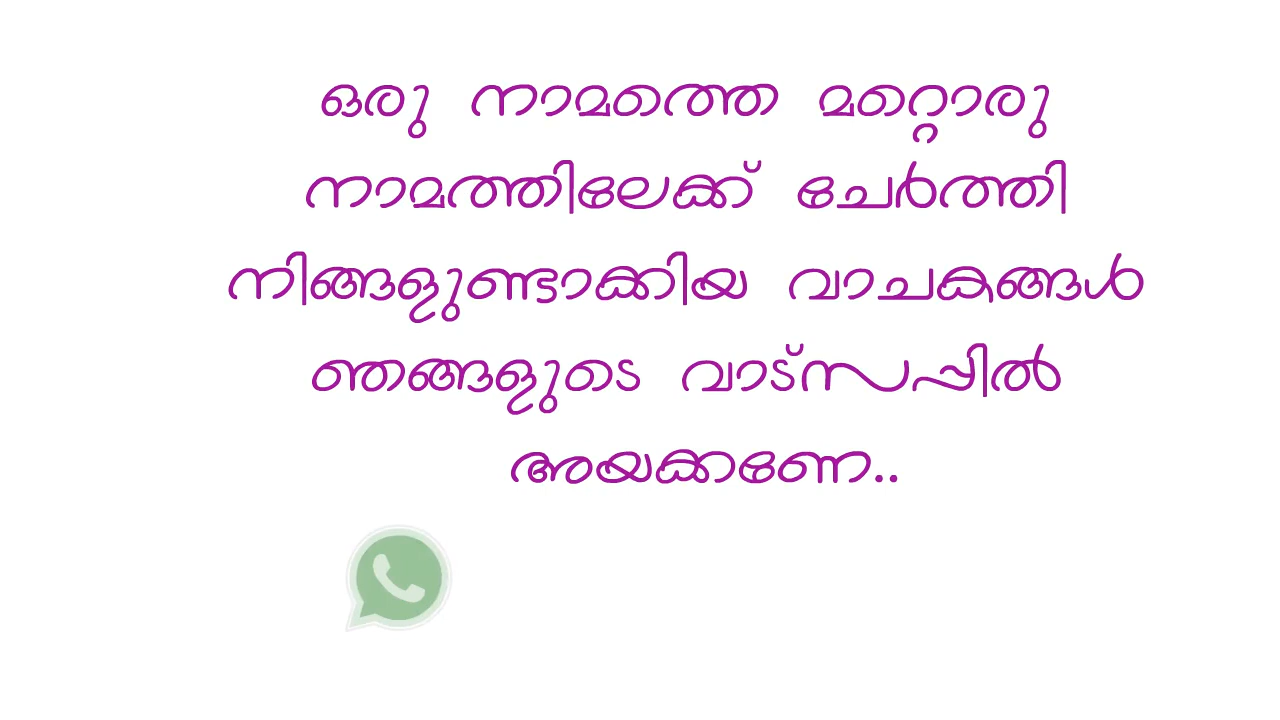 ഒരു നാമത്തെ മറ്റൊരു
നാമത്തിലേക്ക് ചേർത്തി
നിങ്ങളുണ്ടാക്കിയ വാചകങ്ങൾ
ഞങ്ങളുടെ വാട്സപ്പിൽ
അയക്കണേ..